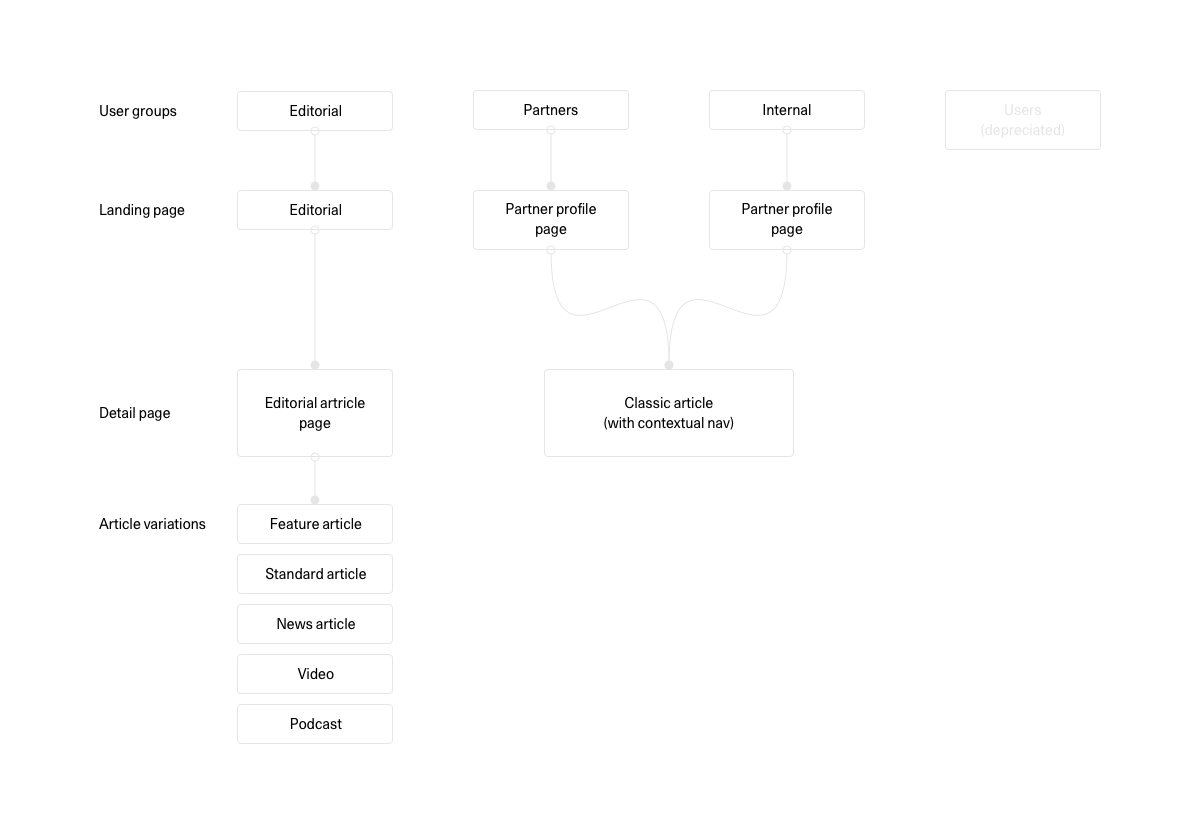 User groups
Editorial
Partners
Internal
Users
(depreciated)
Landing page
Editorial
Partner profile
page
Partner profile
page
Detail page
Editorial artricle
page
Classic article
(with contextual nav)
Article variations
Feature article
Standard article
News article
Video
Podcast